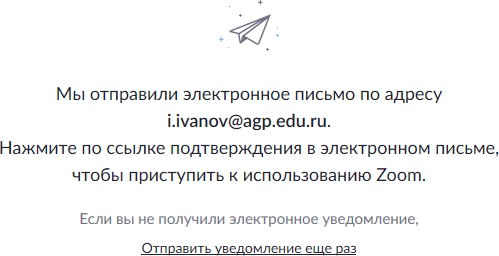 Мы отправили электронное письмо по адресу
i.ivanov@agp.edu.ru.
Нажмите по ссылке подтверждения в электронном письме,
чтобы приступить к использованию Zoom.
Если вы не получили электронное уведомление,
Отправить уведомление еще раз